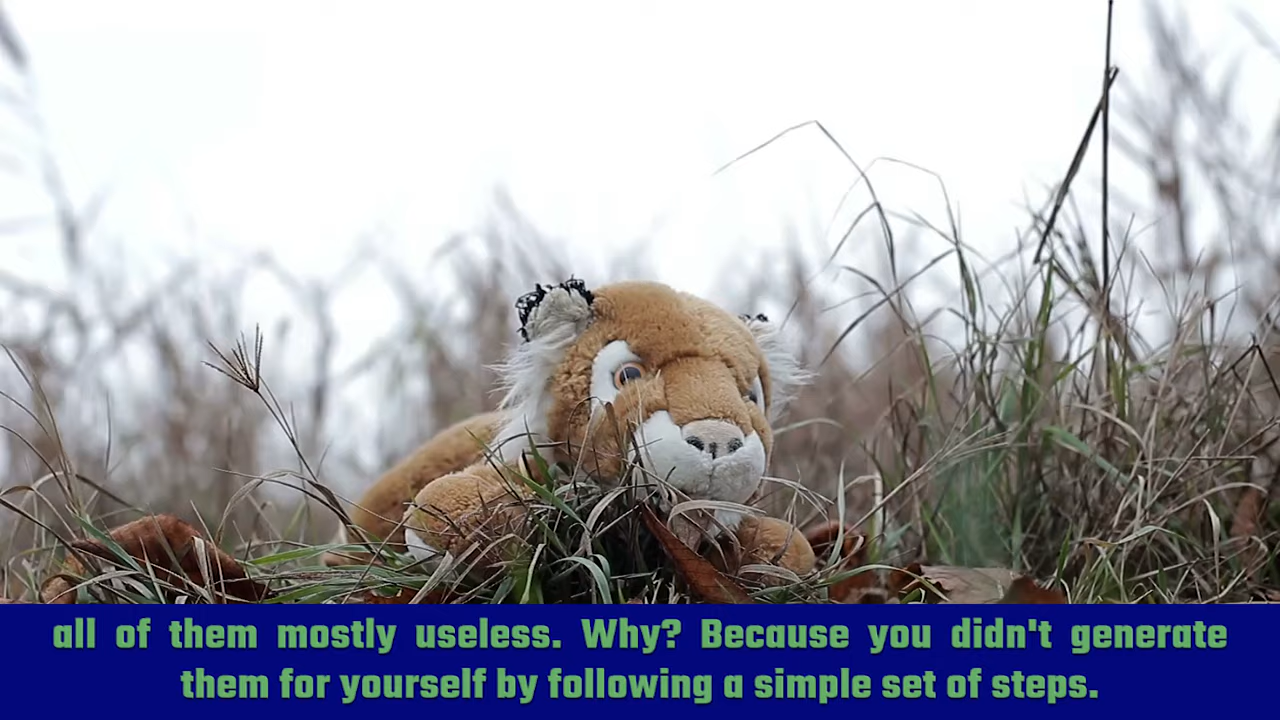 all of them mostly useless. Why? Because you didn't generate
them for yourself by following a simple set of steps.